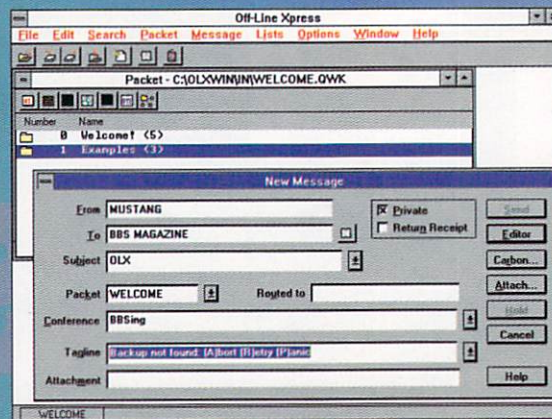 Off-Line Xpress
File Edit Search Packet Message Lists Options Window Help
Packet - C:\OLXWIN\IN\WELCOME.QWK
Number Name
0 Welcome! (5)
1 Examples (3)
New Message
From MUSTANG
Private
Send
To BBS MAGAZINE
Return Receipt
Editor
Subject OLX
Carbon...
Packet WELCOME
Routed to
Attach...
Hold
Conference BBSing
Cancel
Tagline Backup not found: (A)bort (R)etry (P)anic
Attachment
Help
WELCOME